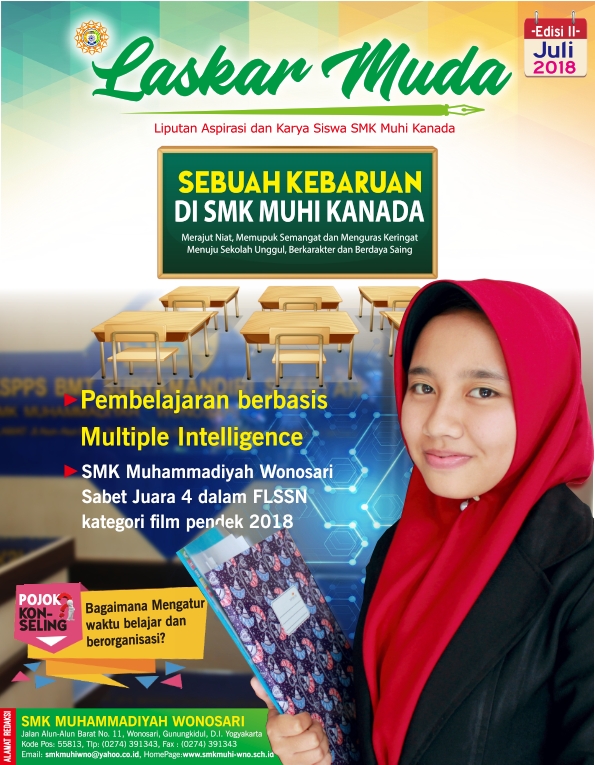 -Edisi II-
Juli
2018
Laskar Muda
Liputan Aspirasi dan Karya Siswa SMK Muhi Kanada
SEBUAH KEBARUAN
DI SMK MUHI KANADA
Merajut Niat, Memupuk Semangat dan Menguras Keringat
Menuju Sekolah Unggul, Berkarakter dan Berdaya Saing
Pembelajaran berbasis
Multiple Intelligence
SMK Muhammadiyah Wonosari
Sabet Juara 4 dalam FLSSN
kategori film pendek 2018
POJOK
KON-
SELING
?
Bagaimana Mengatur
waktu belajar dan
berorganisasi?
ALAMAT REDAKSI
SMK MUHAMMADIYAH WONOSARI
Jalan Alun-Alun Barat No. 11, Wonosari, Gunungkidul, D.I. Yogyakarta
Kode Pos: 55813, Tlp: (0274) 391343, Fax : (0274) 391343
Email: smkmuhiwno@yahoo.co.id, HomePage:www.smkmuhi-wno.sch.id